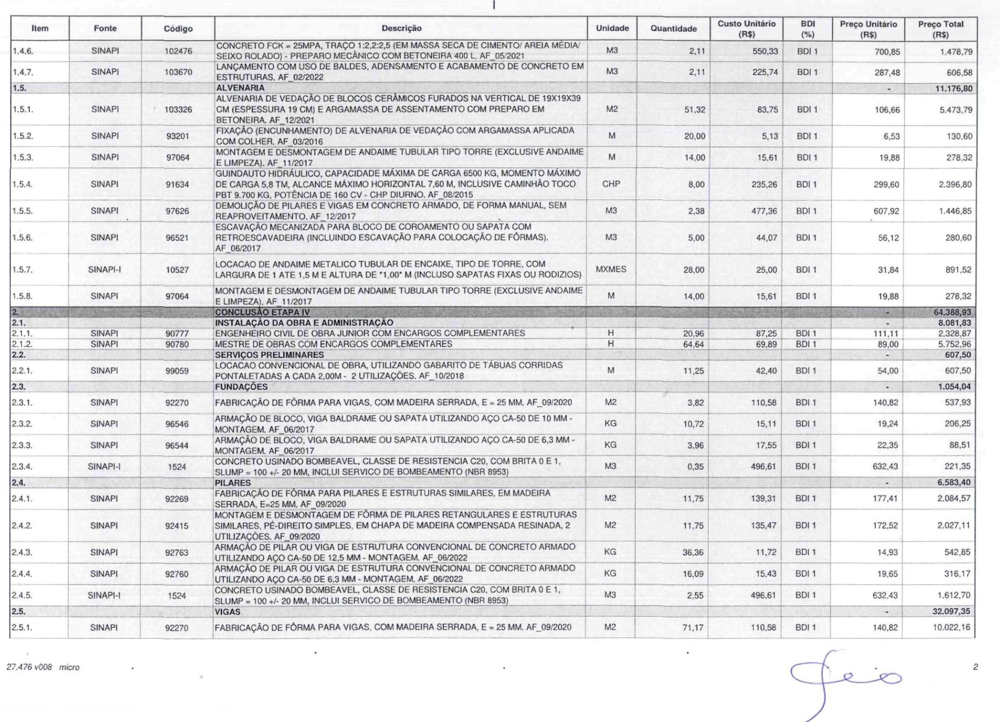 Item Fonte Código Descrição Unidade Quantidade Custo Unitário (R$) BDI (%) Preço Unitário (R$) Preço Total (R$)
1.4.6. SINAPI 102476 CONCRETO FCK = 25MPA, TRAÇO 1:2,2:2,5 (EM MASSA SECA DE CIMENTO/ AREIA MÉDIA/ M3 2,11 550,33 BDI 1 700,85 1.478,79
SEIXO ROLADO) - PREPARO MECÂNICO COM BETONEIRA 400 L. AF_05/2021
1.4.7. SINAPI 103670 LANÇAMENTO COM USO DE BALDES, ADENSAMENTO E ACABAMENTO DE CONCRETO EM M3 2,11 225,74 BDI 1 287,48 606,58
ESTRUTURAS. AF_02/2022
1.5. ALVENARIA - 11.176,80
ALVENARIA DE VEDAÇÃO DE BLOCOS CERÂMICOS FURADOS NA VERTICAL DE 19X19X39
1.5.1. SINAPI 103326 CM (ESPESSURA 19 CM) E ARGAMASSA DE ASSENTAMENTO COM PREPARO EM M2 51,32 83,75 BDI 1 106,66 5.473,79
BETONEIRA. AF_12/2021
1.5.2. SINAPI 93201 FIXAÇÃO (ENCUNHAMENTO) DE ALVENARIA DE VEDAÇÃO COM ARGAMASSA APLICADA M 20,00 5,13 BDI 1 6,53 130,60
COM COLHER. AF_03/2016
1.5.3. SINAPI 97064 MONTAGEM E DESMONTAGEM DE ANDAIME TUBULAR TIPO TORRE (EXCLUSIVE ANDAIME M 14,00 15,61 BDI 1 19,88 278,32
E LIMPEZA). AF_11/2017
GUINDAUTO HIDRÁULICO, CAPACIDADE MÁXIMA DE CARGA 6500 KG, MOMENTO MÁXIMO
1.5.4. SINAPI 91634 DE CARGA 5,8 TM, ALCANCE MÁXIMO HORIZONTAL 7,60 M, INCLUSIVE CAMINHÃO TOCO CHP 8,00 235,26 BDI 1 299,60 2.396,80
PBT 9.700 KG, POTÊNCIA DE 160 CV - CHP DIURNO. AF_08/2015
1.5.5. SINAPI 97626 DEMOLIÇÃO DE PILARES E VIGAS EM CONCRETO ARMADO, DE FORMA MANUAL, SEM M3 2,38 477,36 BDI 1 607,92 1.446,85
REAPROVEITAMENTO. AF_12/2017
ESCAVAÇÃO MECANIZADA PARA BLOCO DE COROAMENTO OU SAPATA COM
1.5.6. SINAPI 96521 RETROESCAVADEIRA (INCLUINDO ESCAVAÇÃO PARA COLOCAÇÃO DE FÔRMAS). M3 5,00 44,07 BDI 1 56,12 280,60
AF_06/2017
1.5.7. SINAPI-I 10527 LOCACAO DE ANDAIME METALICO TUBULAR DE ENCAIXE, TIPO DE TORRE, COM MXMES 28,00 25,00 BDI 1 31,84 891,52
LARGURA DE 1 ATE 1,5 M E ALTURA DE *1,00* M (INCLUSO SAPATAS FIXAS OU RODIZIOS)
1.5.8. SINAPI 97064 MONTAGEM E DESMONTAGEM DE ANDAIME TUBULAR TIPO TORRE (EXCLUSIVE ANDAIME M 14,00 15,61 BDI 1 19,88 278,32
E LIMPEZA). AF_11/2017
2. CONCLUSÃO ETAPA IV - 64.388,93
2.1. INSTALAÇÃO DA OBRA E ADMINISTRAÇÃO - 8.081,83
2.1.1. SINAPI 90777 ENGENHEIRO CIVIL DE OBRA JUNIOR COM ENCARGOS COMPLEMENTARES H 20,96 87,25 BDI 1 111,11 2.328,87
2.1.2. SINAPI 90780 MESTRE DE OBRAS COM ENCARGOS COMPLEMENTARES H 64,64 69,89 BDI 1 89,00 5.752,96
2.2. SERVIÇOS PRELIMINARES - 607,50
2.2.1. SINAPI 99059 LOCACAO CONVENCIONAL DE OBRA, UTILIZANDO GABARITO DE TÁBUAS CORRIDAS M 11,25 42,40 BDI 1 54,00 607,50
PONTALETADAS A CADA 2,00M - 2 UTILIZAÇÕES. AF_10/2018
2.3. FUNDAÇÕES - 1.054,04
2.3.1. SINAPI 92270 FABRICAÇÃO DE FÔRMA PARA VIGAS, COM MADEIRA SERRADA, E = 25 MM. AF_09/2020 M2 3,82 110,58 BDI 1 140,82 537,93
2.3.2. SINAPI 96546 ARMAÇÃO DE BLOCO, VIGA BALDRAME OU SAPATA UTILIZANDO AÇO CA-50 DE 10 MM - KG 10,72 15,11 BDI 1 19,24 206,25
MONTAGEM. AF_06/2017
2.3.3. SINAPI 96544 ARMAÇÃO DE BLOCO, VIGA BALDRAME OU SAPATA UTILIZANDO AÇO CA-50 DE 6,3 MM - KG 3,96 17,55 BDI 1 22,35 88,51
MONTAGEM. AF_06/2017
2.3.4. SINAPI-I 1524 CONCRETO USINADO BOMBEAVEL, CLASSE DE RESISTENCIA C20, COM BRITA 0 E 1, M3 0,35 496,61 BDI 1 632,43 221,35
SLUMP = 100 +/- 20 MM, INCLUI SERVICO DE BOMBEAMENTO (NBR 8953)
2.4. PILARES - 6.583,40
2.4.1. SINAPI 92269 FABRICAÇÃO DE FÔRMA PARA PILARES E ESTRUTURAS SIMILARES, EM MADEIRA M2 11,75 139,31 BDI 1 177,41 2.084,57
SERRADA, E=25 MM. AF_09/2020
MONTAGEM E DESMONTAGEM DE FÔRMA DE PILARES RETANGULARES E ESTRUTURAS
2.4.2. SINAPI 92415 SIMILARES, PÉ-DIREITO SIMPLES, EM CHAPA DE MADEIRA COMPENSADA RESINADA, 2 M2 11,75 135,47 BDI 1 172,52 2.027,11
UTILIZAÇÕES. AF_09/2020
2.4.3. SINAPI 92763 ARMAÇÃO DE PILAR OU VIGA DE ESTRUTURA CONVENCIONAL DE CONCRETO ARMADO KG 36,36 11,72 BDI 1 14,93 542,85
UTILIZANDO AÇO CA-50 DE 12,5 MM - MONTAGEM. AF_06/2022
2.4.4. SINAPI 92760 ARMAÇÃO DE PILAR OU VIGA DE ESTRUTURA CONVENCIONAL DE CONCRETO ARMADO KG 16,09 15,43 BDI 1 19,65 316,17
UTILIZANDO AÇO CA-50 DE 6,3 MM - MONTAGEM. AF_06/2022
2.4.5. SINAPI-I 1524 CONCRETO USINADO BOMBEAVEL, CLASSE DE RESISTENCIA C20, COM BRITA 0 E 1, M3 2,55 496,61 BDI 1 632,43 1.612,70
SLUMP = 100 +/- 20 MM, INCLUI SERVICO DE BOMBEAMENTO (NBR 8953)
2.5. VIGAS - 32.097,35
2.5.1. SINAPI 92270 FABRICAÇÃO DE FÔRMA PARA VIGAS, COM MADEIRA SERRADA, E = 25 MM. AF_09/2020 M2 71,17 110,58 BDI 1 140,82 10.022,16
27.476 v008 micro 2